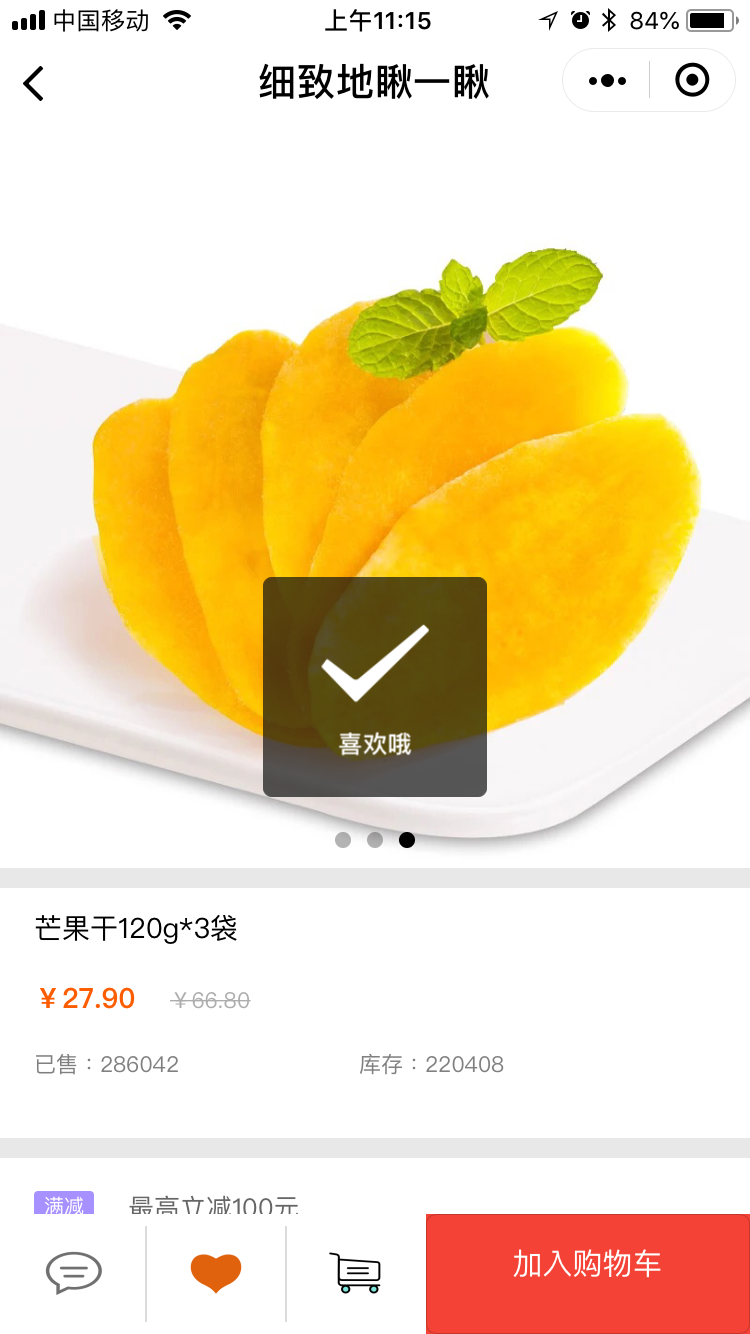 中国移动 上午11:15 84%
细致地瞅一瞅
喜欢哦
芒果干120g*3袋
￥27.90 ￥66.80
已售：286042 库存：220408
满减 最高立减100元
加入购物车